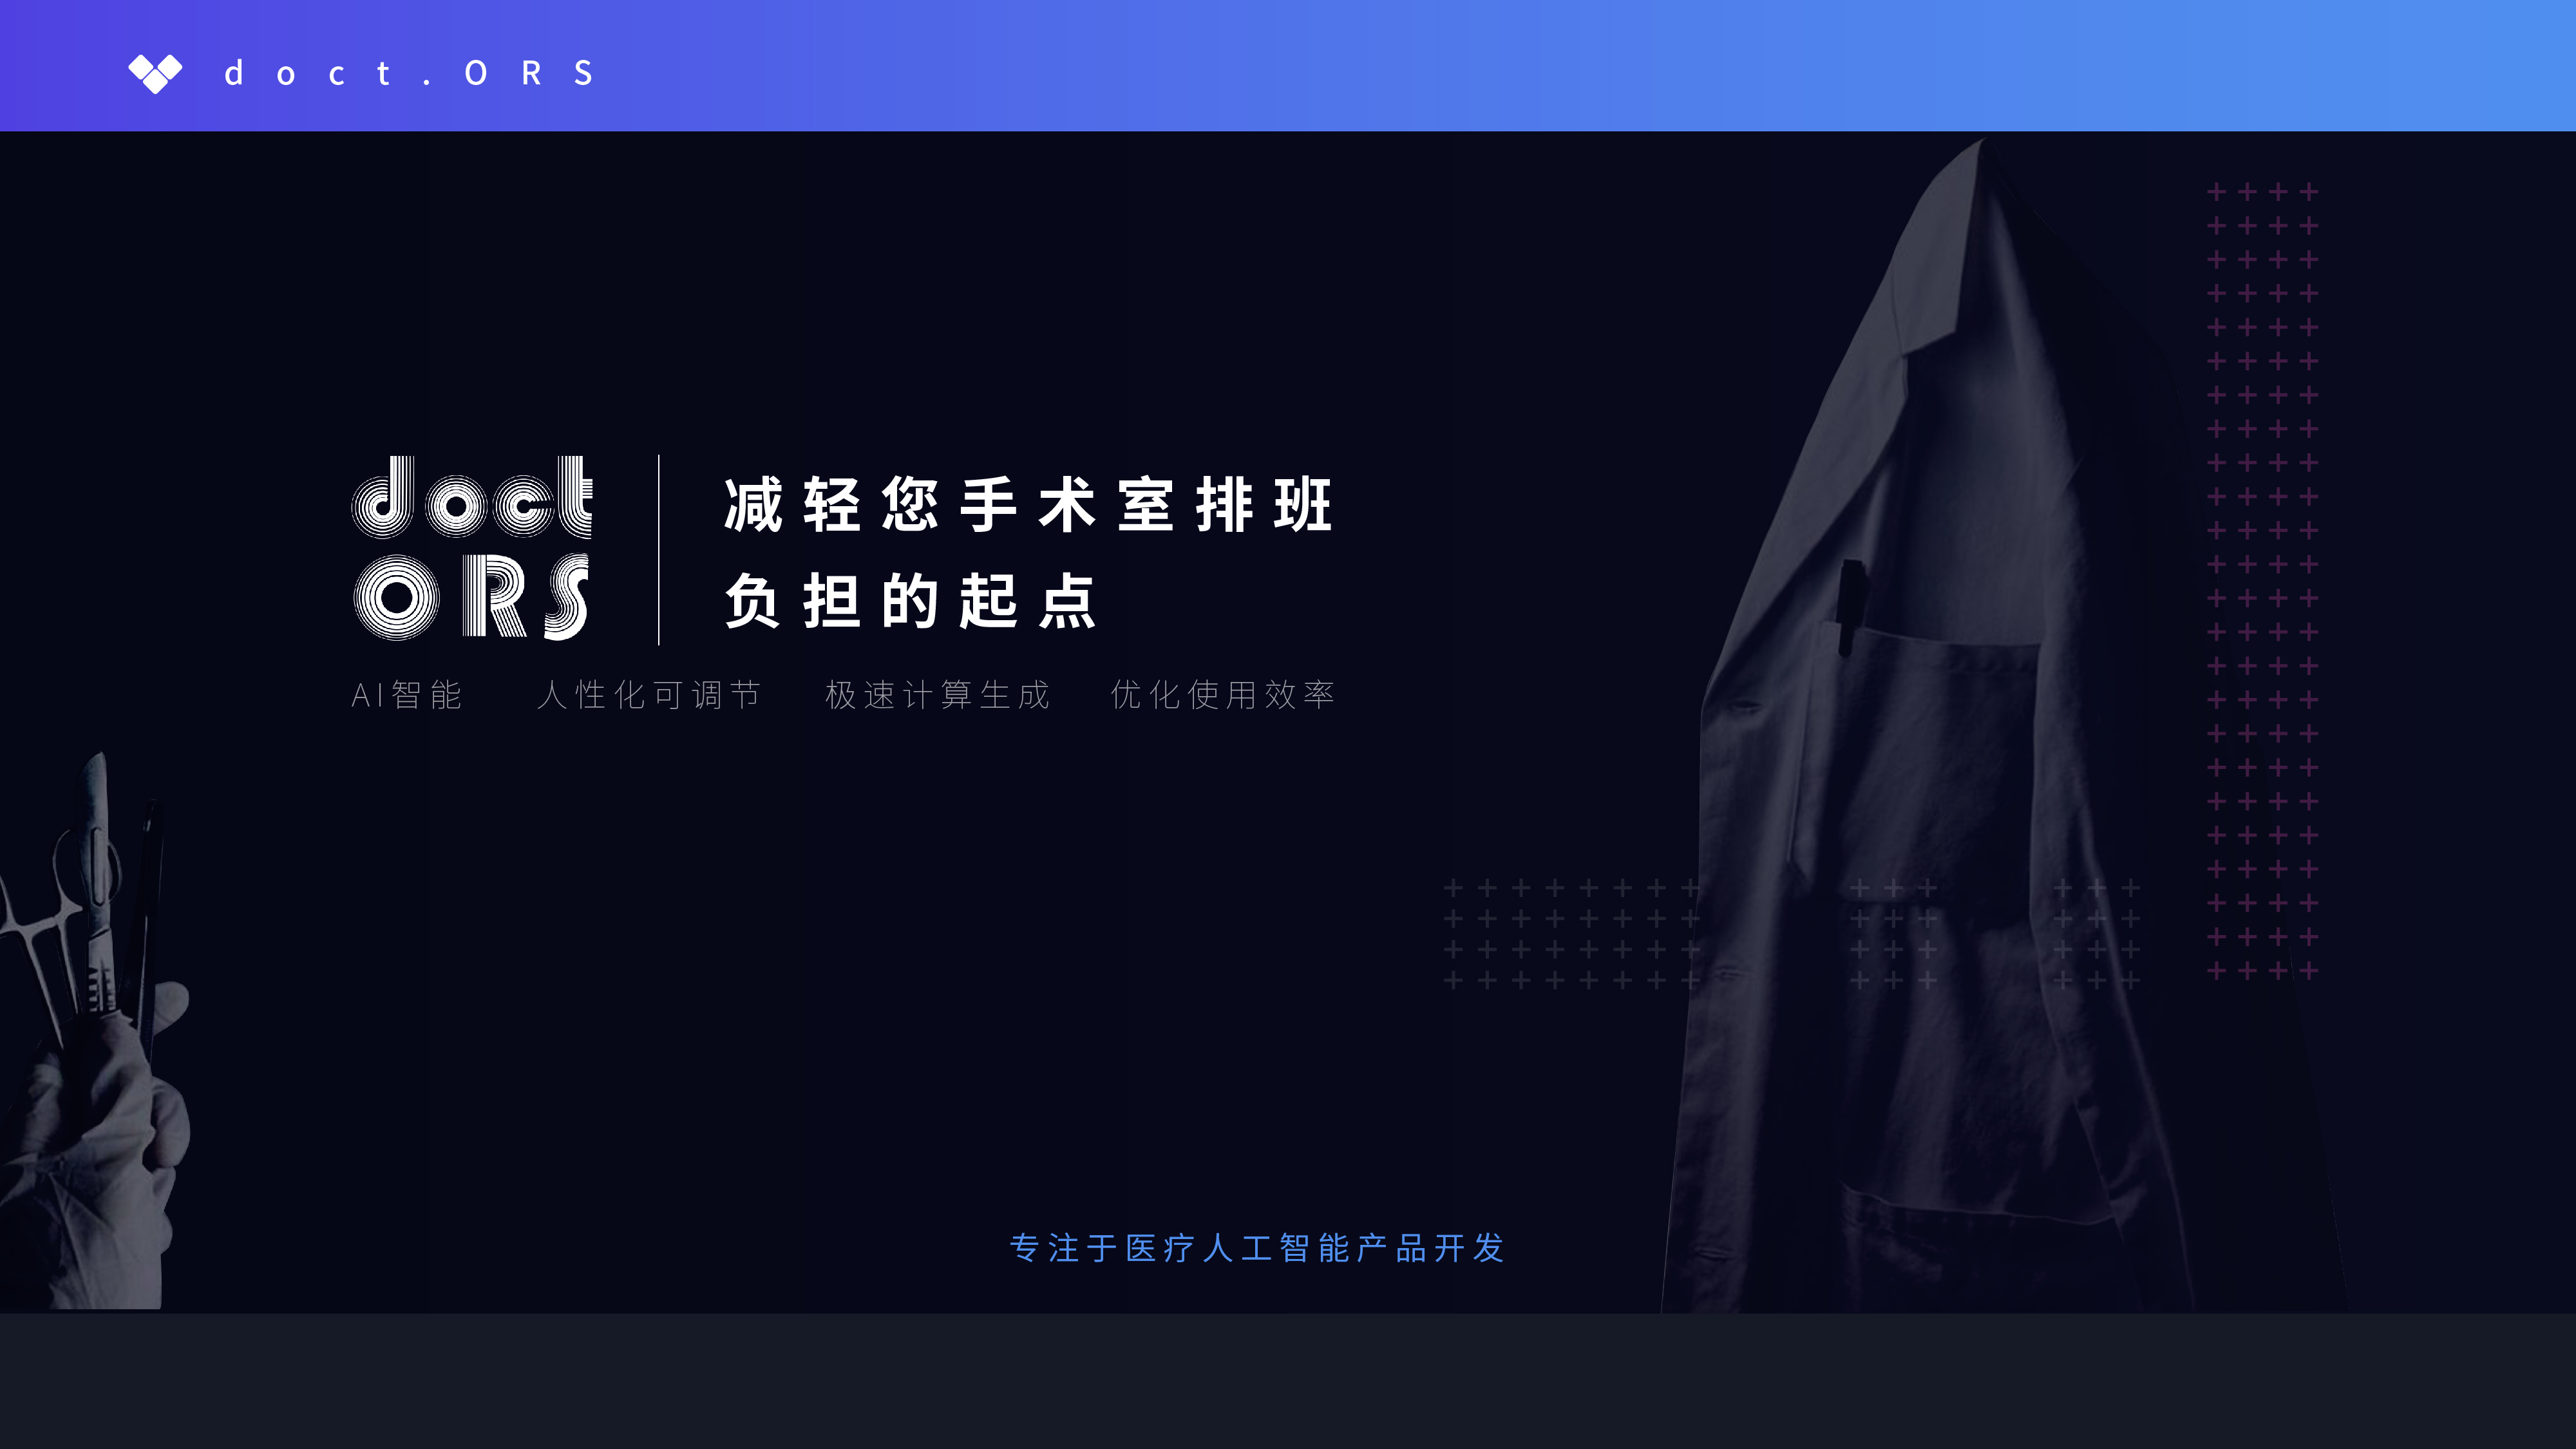 doct.ORS
doct
ORS
减轻您手术室排班
负担的起点
AI智能 人性化可调节 极速计算生成 优化使用效率
专注于医疗人工智能产品开发